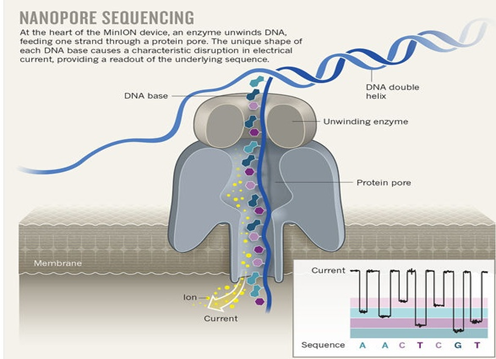 NANOPORE SEQUENCING
At the heart of the MinION device, an enzyme unwinds DNA,
feeding one strand through a protein pore. The unique shape of
each DNA base causes a characteristic disruption in electrical
current, providing a readout of the underlying sequence.
DNA base
DNA double
helix
Unwinding enzyme
Protein pore
Membrane
Ion
Current
Current
Sequence A A C T C G T